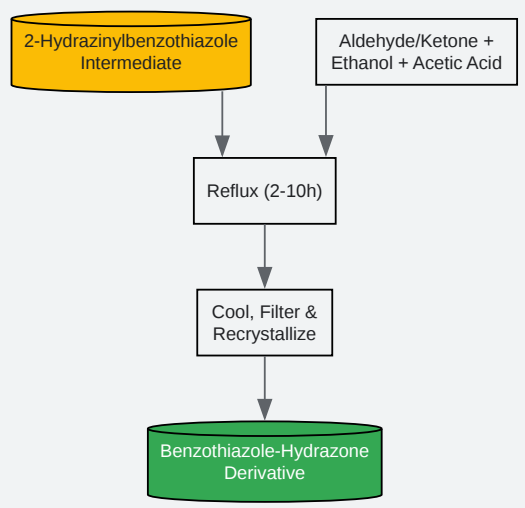 2-Hydrazinylbenzothiazole
Intermediate
Aldehyde/Ketone +
Ethanol + Acetic Acid
Reflux (2-10h)
Cool, Filter &
Recrystallize
Benzothiazole-Hydrazone
Derivative